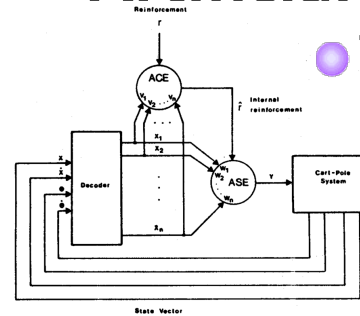 Reinforcement
r
ACE
v1 v2 ... vn
r̂
Internal
reinforcement
x1
x2
xn
x
ẋ
θ
θ̇
Decoder
w1
w2
wn
ASE
y
Cart-Pole
System
State Vector